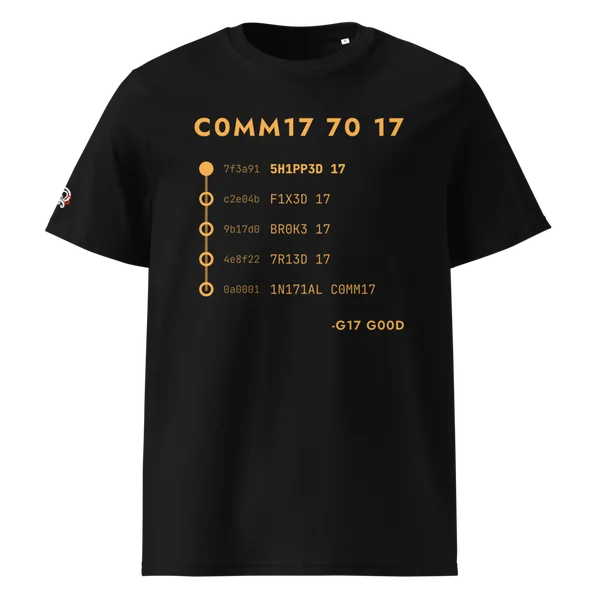 C0MM17 70 17
7f3a91 5H1PP3D 17
c2e04b F1X3D 17
9b17d0 BR0K3 17
4e8f22 7R13D 17
0a0001 1N171AL C0MM17
-G17 G00D